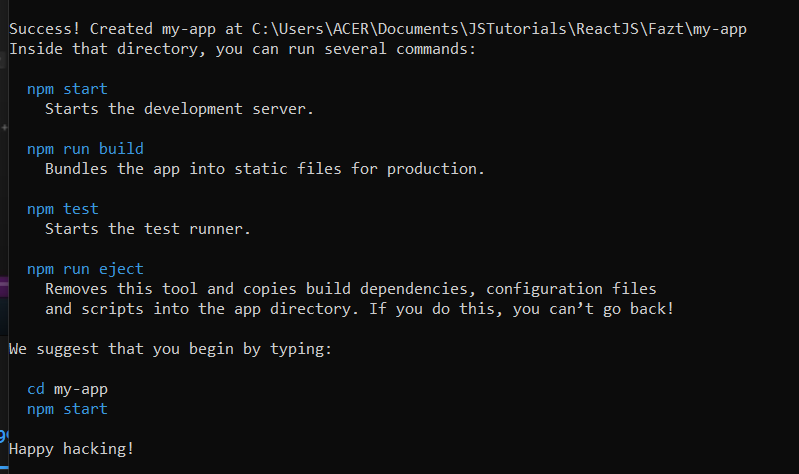 Success! Created my-app at C:\Users\ACER\Documents\JSTutorials\ReactJS\Fazt\my-app
Inside that directory, you can run several commands:
npm start
Starts the development server.
npm run build
Bundles the app into static files for production.
npm test
Starts the test runner.
npm run eject
Removes this tool and copies build dependencies, configuration files
and scripts into the app directory. If you do this, you can’t go back!
We suggest that you begin by typing:
cd my-app
npm start
Happy hacking!